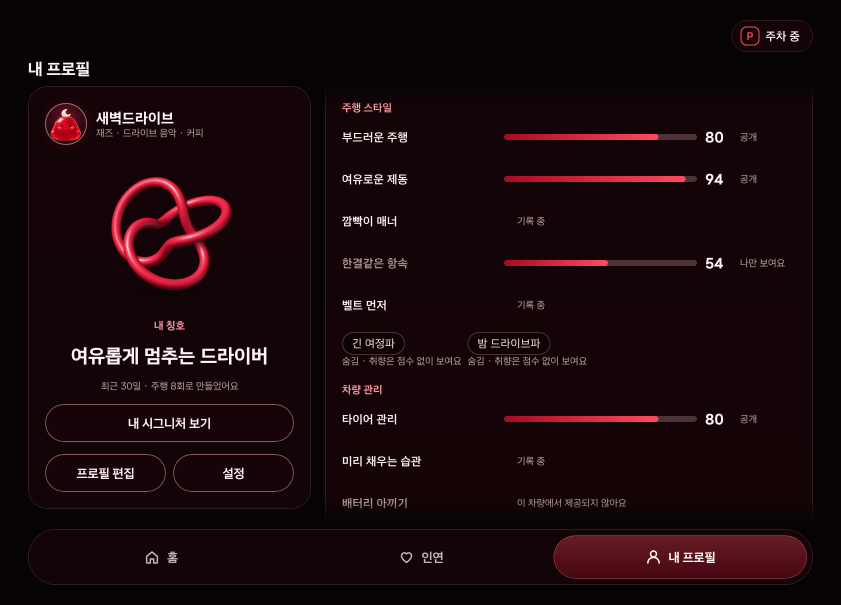 P 주차 중
내 프로필
새벽드라이브
재즈 · 드라이브 음악 · 커피
내 칭호
여유롭게 멈추는 드라이버
최근 30일 · 주행 8회로 만들었어요
내 시그니처 보기
프로필 편집 설정
주행 스타일
부드러운 주행 80 공개
여유로운 제동 94 공개
깜빡이 매너 기록 중
한결같은 항속 54 나만 보여요
벨트 먼저 기록 중
긴 여정파 밤 드라이브파
숨김 · 취향은 점수 없이 보여요 숨김 · 취향은 점수 없이 보여요
차량 관리
타이어 관리 80 공개
미리 채우는 습관 기록 중
배터리 아끼기 이 차량에서 제공되지 않아요
홈 인연 내 프로필